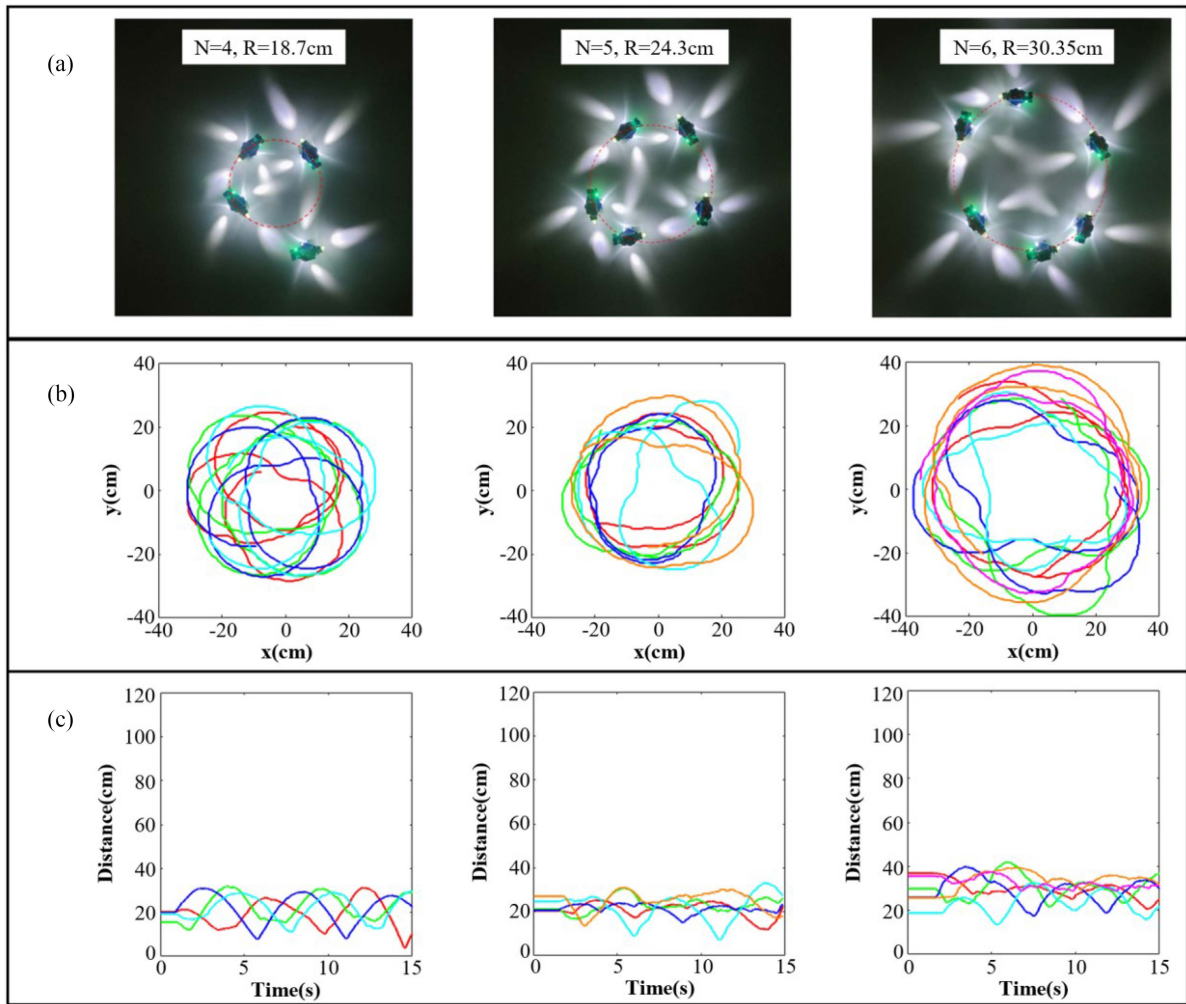 (a)
N=4, R=18.7cm
N=5, R=24.3cm
N=6, R=30.35cm
(b)
40
20
0
-20
-40
y(cm)
-40 -20 0 20 40
x(cm)
40
20
0
-20
-40
y(cm)
-40 -20 0 20 40
x(cm)
40
20
0
-20
-40
y(cm)
-40 -20 0 20 40
x(cm)
(c)
120
100
80
60
40
20
0
Distance(cm)
0 5 10 15
Time(s)
120
100
80
60
40
20
0
Distance(cm)
0 5 10 15
Time(s)
120
100
80
60
40
20
0
Distance(cm)
0 5 10 15
Time(s)